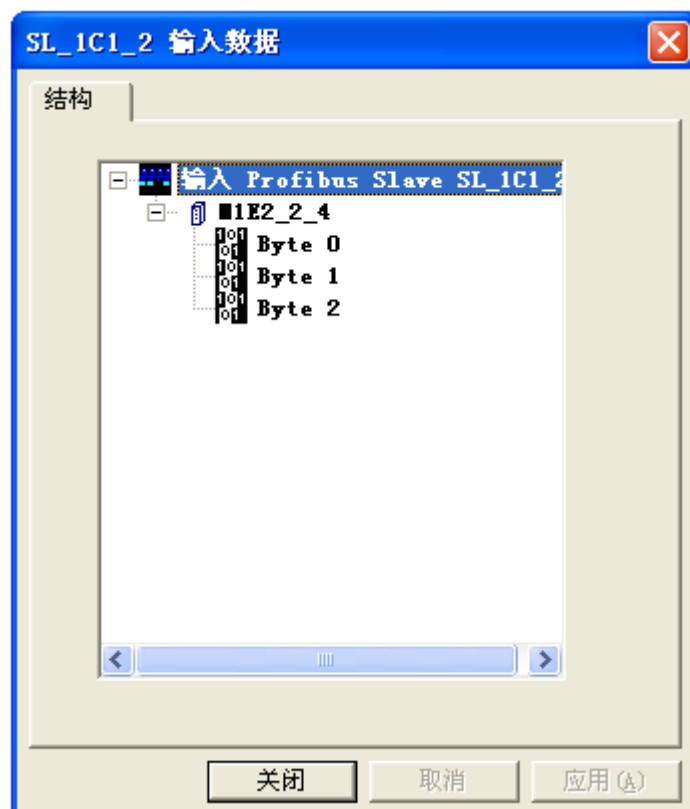 SL_1C1_2 输入数据
结构
输入 Profibus Slave SL_1C1_2
M1E2_2_4
Byte 0
Byte 1
Byte 2
关闭
取消
应用(A)